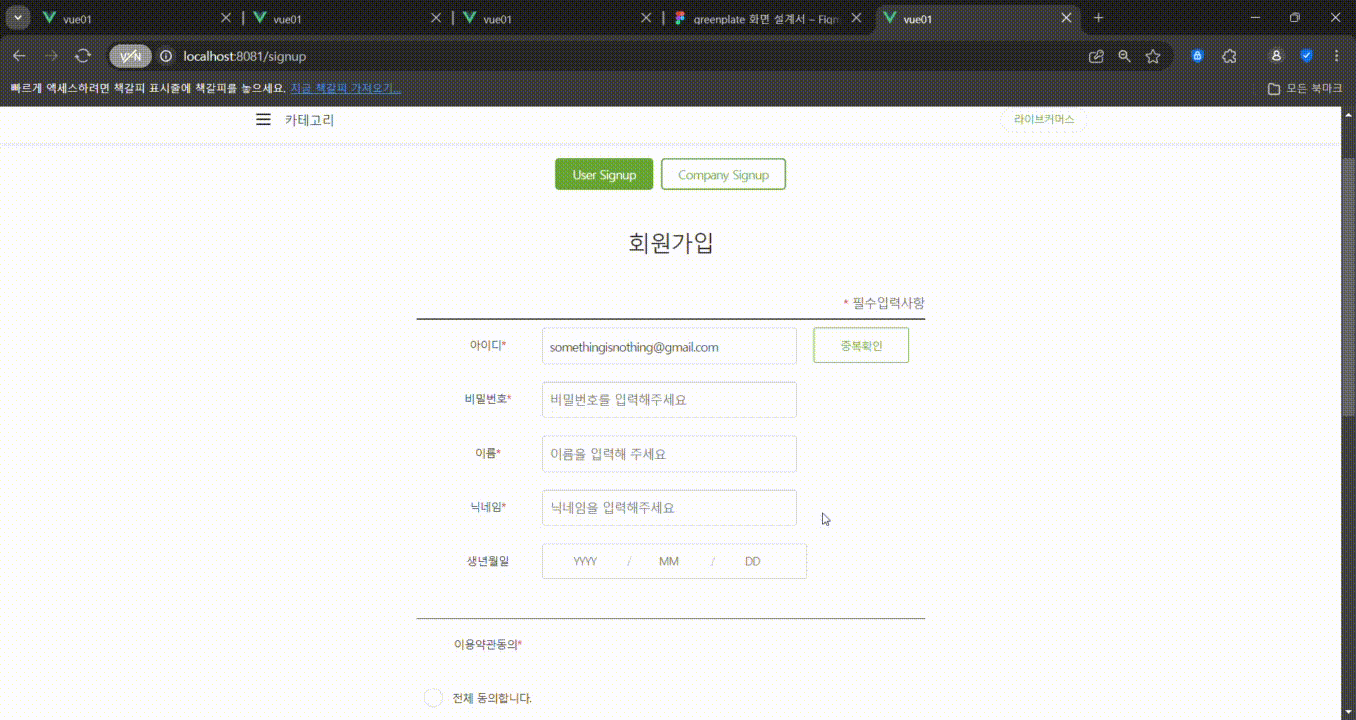 vue01
vue01
vue01
greenplate 화면 설계서 – Figm
vue01
VPN
localhost:8081/signup
빠르게 액세스하려면 책갈피 표시줄에 책갈피를 놓으세요. 지금 책갈피 가져오기...
모든 북마크
카테고리
라이브커머스
User Signup
Company Signup
회원가입
* 필수입력사항
아이디*
somethingisnothing@gmail.com
중복확인
비밀번호*
비밀번호를 입력해주세요
이름*
이름을 입력해 주세요
닉네임*
닉네임을 입력해주세요
생년월일
YYYY / MM / DD
이용약관동의*
전체 동의합니다.